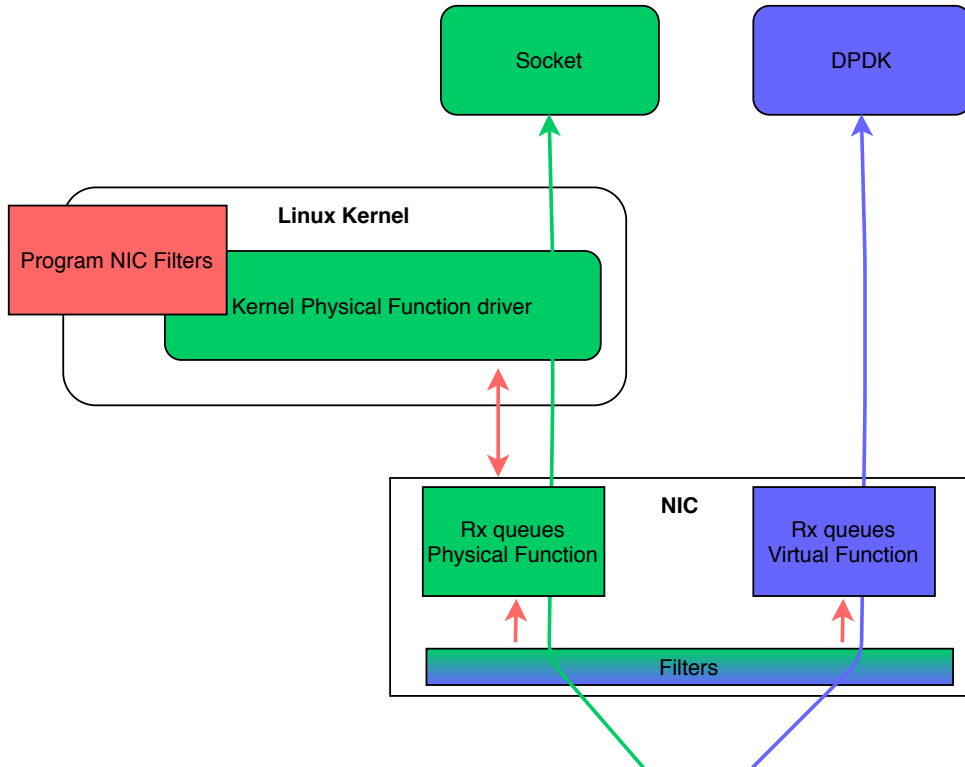 Socket
DPDK
Linux Kernel
Program NIC Filters
Kernel Physical Function driver
NIC
Rx queues
Physical Function
Rx queues
Virtual Function
Filters